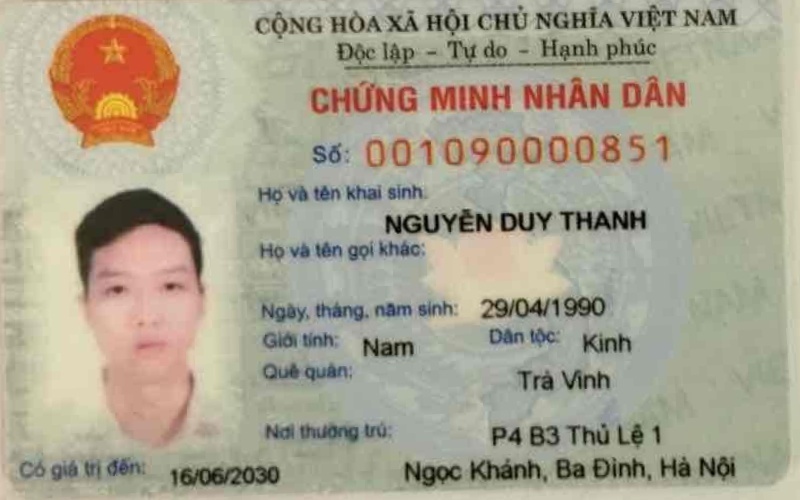 CỘNG HÒA XÃ HỘI CHỦ NGHĨA VIỆT NAM
Độc lập - Tự do - Hạnh phúc
CHỨNG MINH NHÂN DÂN
Số: 001090000851
Họ và tên khai sinh:
NGUYỄN DUY THANH
Họ và tên gọi khác:
Ngày, tháng, năm sinh: 29/04/1990
Giới tính: Nam Dân tộc: Kinh
Quê quán: Trà Vinh
Nơi thường trú: P4 B3 Thủ Lệ 1
Có giá trị đến: 16/06/2030 Ngọc Khánh, Ba Đình, Hà Nội